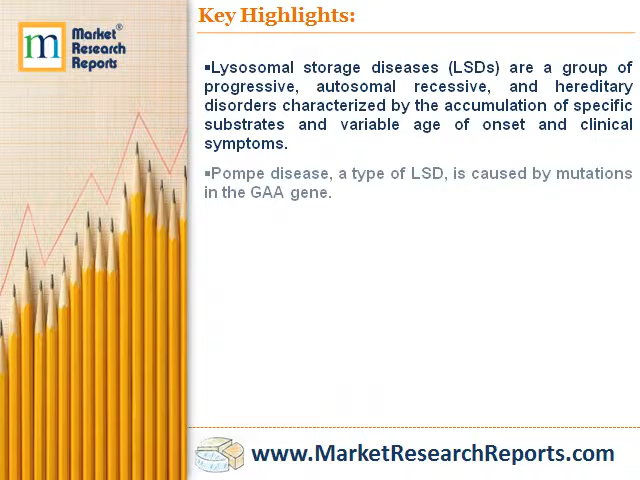 Market®
Research
Reports
Key Highlights:
▪Lysosomal storage diseases (LSDs) are a group of
progressive, autosomal recessive, and hereditary
disorders characterized by the accumulation of specific
substrates and variable age of onset and clinical
symptoms.
▪Pompe disease, a type of LSD, is caused by mutations
in the GAA gene.
www.MarketResearchReports.com